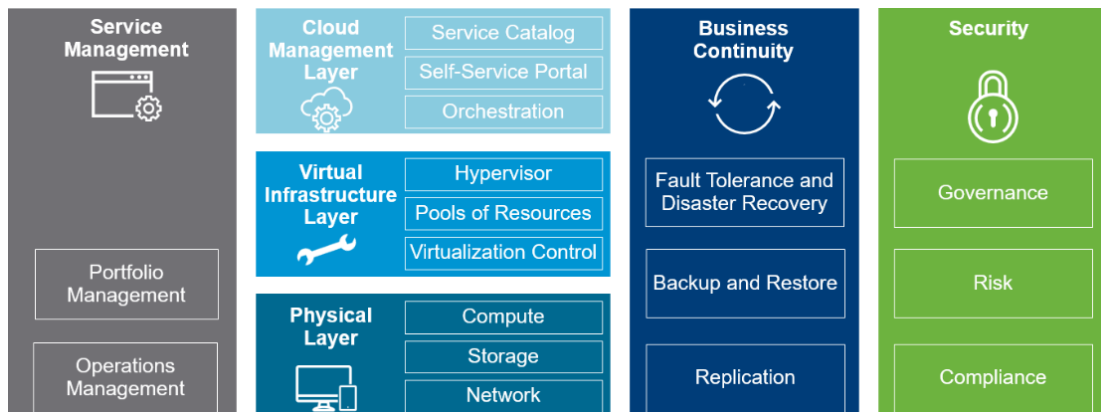 Service
Management
Portfolio
Management
Operations
Management
Cloud
Management
Layer
Service Catalog
Self-Service Portal
Orchestration
Virtual
Infrastructure
Layer
Hypervisor
Pools of Resources
Virtualization Control
Physical
Layer
Compute
Storage
Network
Business
Continuity
Fault Tolerance and
Disaster Recovery
Backup and Restore
Replication
Security
Governance
Risk
Compliance